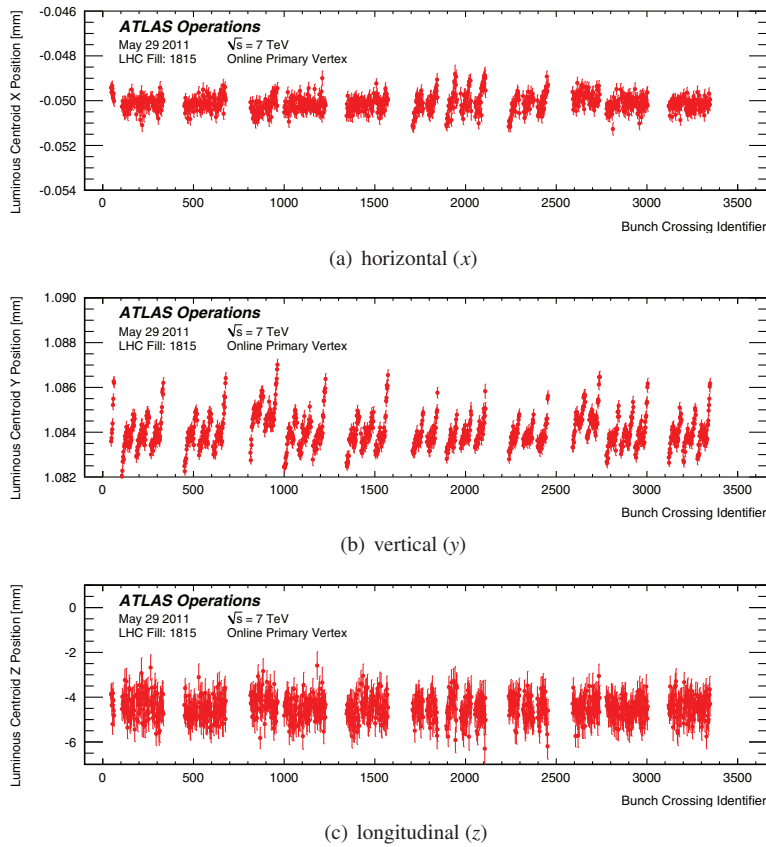 Luminous Centroid X Position [mm]
-0.046
-0.048
-0.050
-0.052
-0.054
ATLAS Operations
May 29 2011 √s = 7 TeV
LHC Fill: 1815 Online Primary Vertex
0 500 1000 1500 2000 2500 3000 3500
Bunch Crossing Identifier
(a) horizontal (x)
Luminous Centroid Y Position [mm]
1.090
1.088
1.086
1.084
1.082
ATLAS Operations
May 29 2011 √s = 7 TeV
LHC Fill: 1815 Online Primary Vertex
0 500 1000 1500 2000 2500 3000 3500
Bunch Crossing Identifier
(b) vertical (y)
Luminous Centroid Z Position [mm]
0
-2
-4
-6
ATLAS Operations
May 29 2011 √s = 7 TeV
LHC Fill: 1815 Online Primary Vertex
0 500 1000 1500 2000 2500 3000 3500
Bunch Crossing Identifier
(c) longitudinal (z)